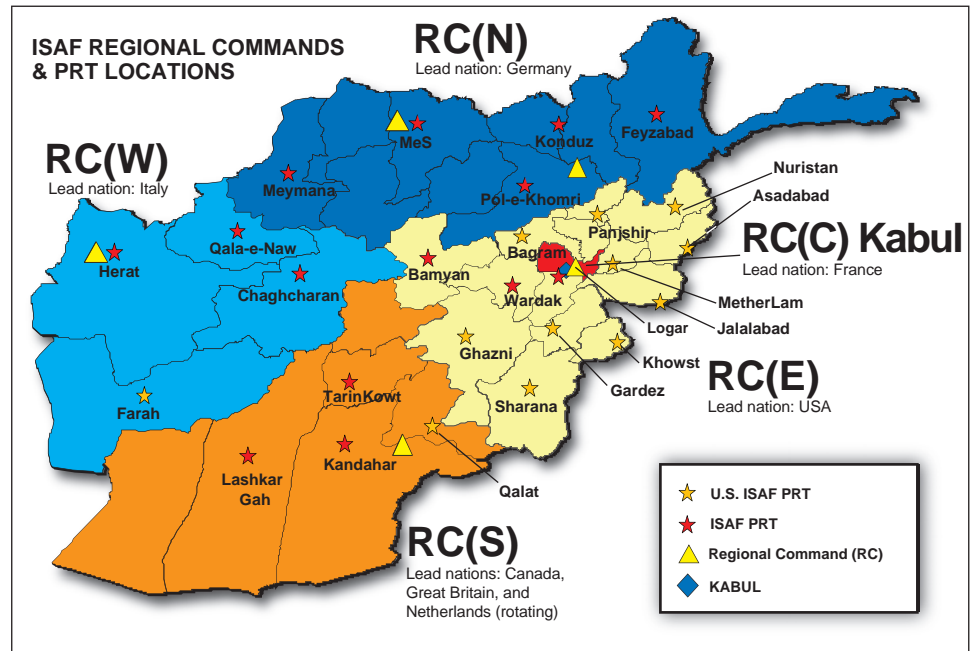 ISAF REGIONAL COMMANDS
& PRT LOCATIONS
RC(N)
Lead nation: Germany
RC(W)
Lead nation: Italy
MeS
Konduz
Feyzabad
Meymana
Pol-e-Khomri
Nuristan
Asadabad
Herat
Qala-e-Naw
Chaghcharan
Bamyan
Bagram
Panjshir
RC(C) Kabul
Lead nation: France
Wardak
MetherLam
Logar
Jalalabad
Ghazni
Khowst
Gardez
RC(E)
Lead nation: USA
Farah
TarinKowt
Sharana
Lashkar
Gah
Kandahar
Qalat
RC(S)
Lead nations: Canada,
Great Britain, and
Netherlands (rotating)
U.S. ISAF PRT
ISAF PRT
Regional Command (RC)
KABUL